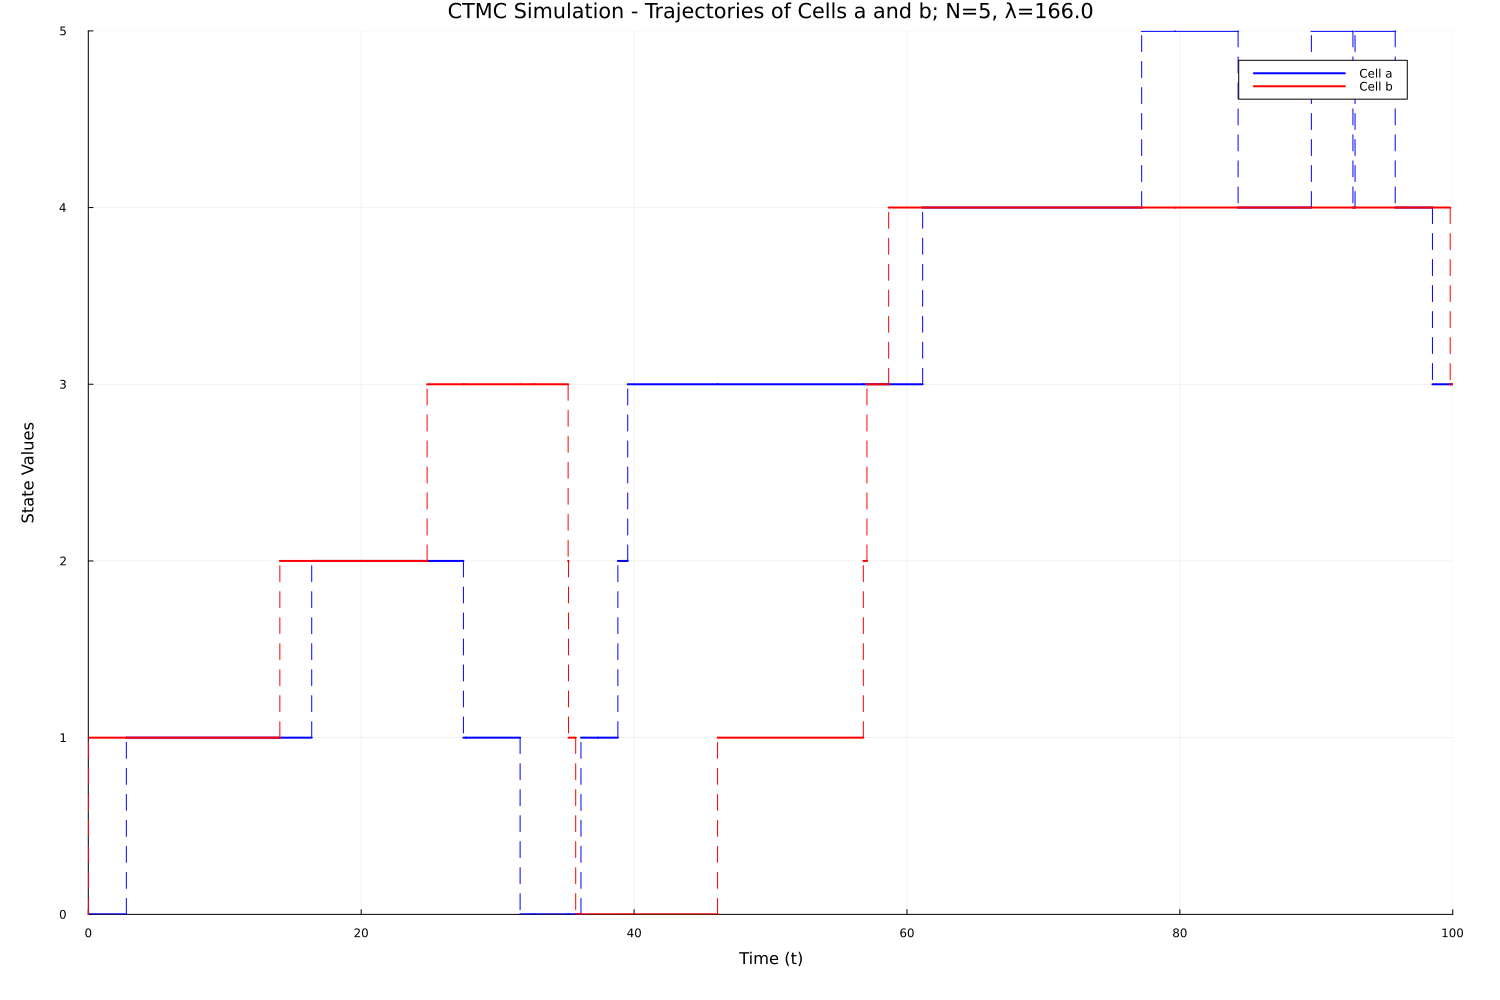 CTMC Simulation - Trajectories of Cells a and b; N=5, λ=166.0
5
Cell a
Cell b
4
3
State Values
2
1
0
0 20 40 60 80 100
Time (t)